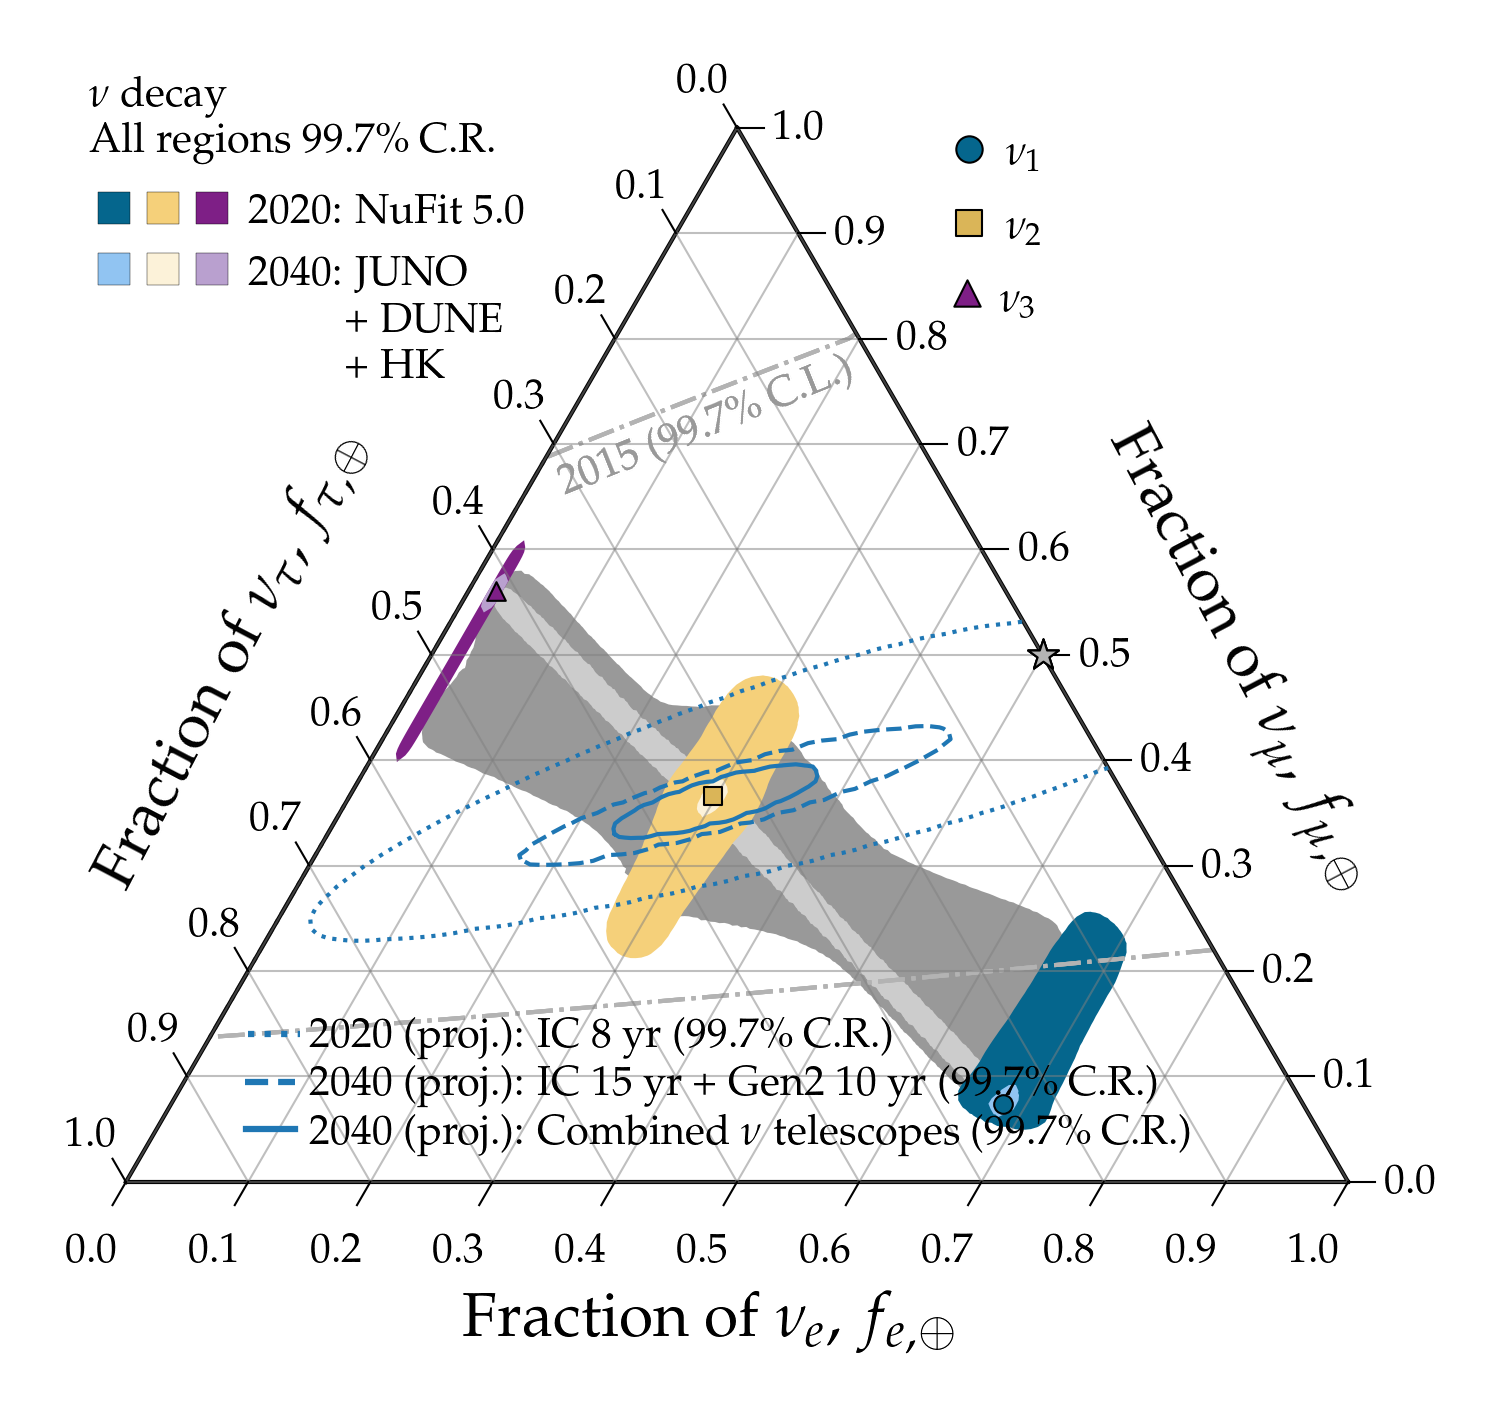 ν decay
All regions 99.7% C.R.
2020: NuFit 5.0
2040: JUNO
+ DUNE
+ HK
ν₁
ν₂
ν₃
2015 (99.7% C.L.)
Fraction of ν_τ, f_τ,⊕
0.0
0.1
0.2
0.3
0.4
0.5
0.6
0.7
0.8
0.9
1.0
Fraction of ν_μ, f_μ,⊕
1.0
0.9
0.8
0.7
0.6
0.5
0.4
0.3
0.2
0.1
0.0
2020 (proj.): IC 8 yr (99.7% C.R.)
2040 (proj.): IC 15 yr + Gen2 10 yr (99.7% C.R.)
2040 (proj.): Combined ν telescopes (99.7% C.R.)
0.0 0.1 0.2 0.3 0.4 0.5 0.6 0.7 0.8 0.9 1.0
Fraction of ν_e, f_e,⊕